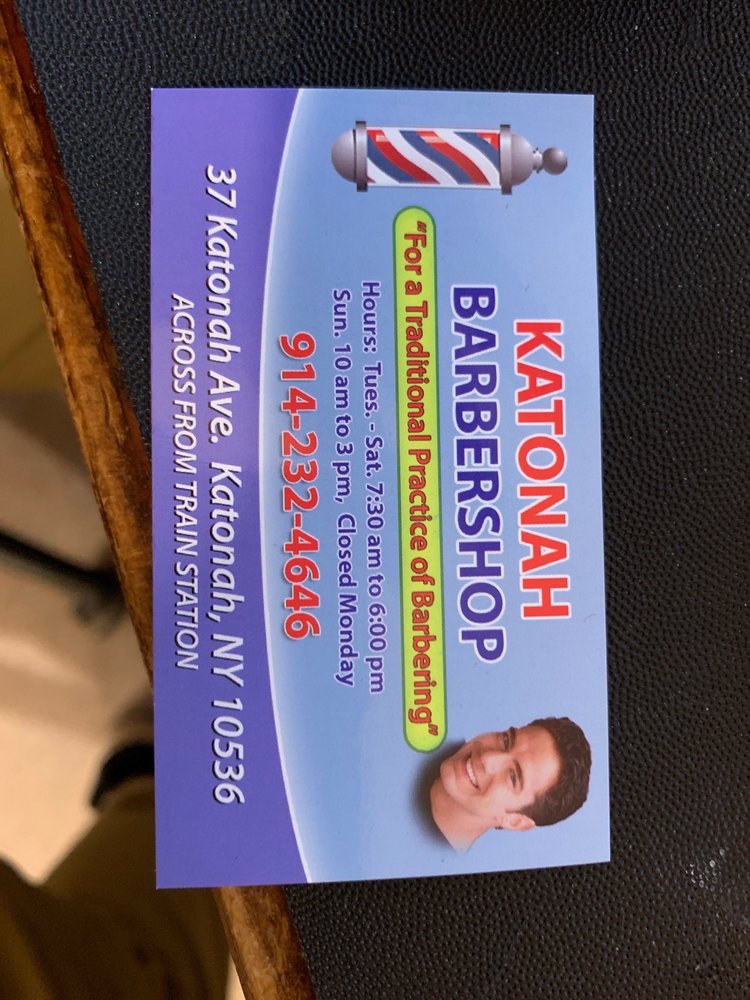 KATONAH
BARBERSHOP
"For a Traditional Practice of Barbering"
Hours: Tues. - Sat. 7:30 am to 6:00 pm
Sun. 10 am to 3 pm, Closed Monday
914-232-4646
37 Katonah Ave. Katonah, NY 10536
ACROSS FROM TRAIN STATION